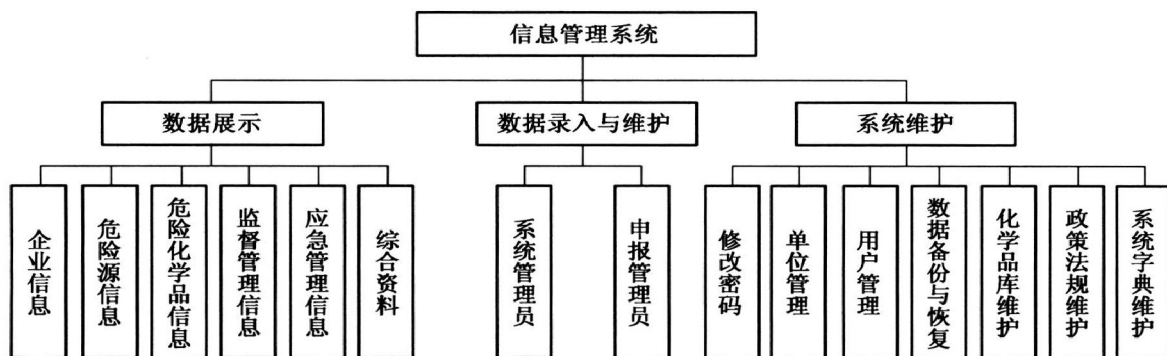 信息管理系统
数据展示
数据录入与维护
系统维护
企业信息
危险源信息
危险化学品信息
监督管理信息
应急管理信息
综合资料
系统管理员
申报管理员
修改密码
单位管理
用户管理
数据备份与恢复
化学品库维护
政策法规维护
系统字典维护